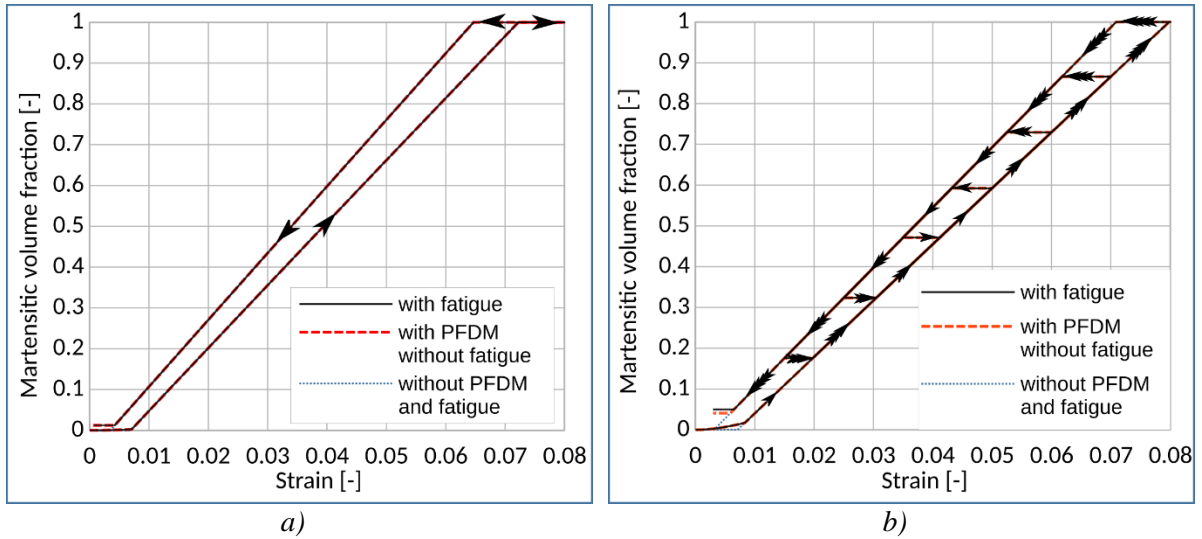 Martensitic volume fraction [-]
1
0.9
0.8
0.7
0.6
0.5
0.4
0.3
0.2
0.1
0
with fatigue
with PFDM
without fatigue
without PFDM
and fatigue
0 0.01 0.02 0.03 0.04 0.05 0.06 0.07 0.08
Strain [-]
a)
Martensitic volume fraction [-]
1
0.9
0.8
0.7
0.6
0.5
0.4
0.3
0.2
0.1
0
with fatigue
with PFDM
without fatigue
without PFDM
and fatigue
0 0.01 0.02 0.03 0.04 0.05 0.06 0.07 0.08
Strain [-]
b)